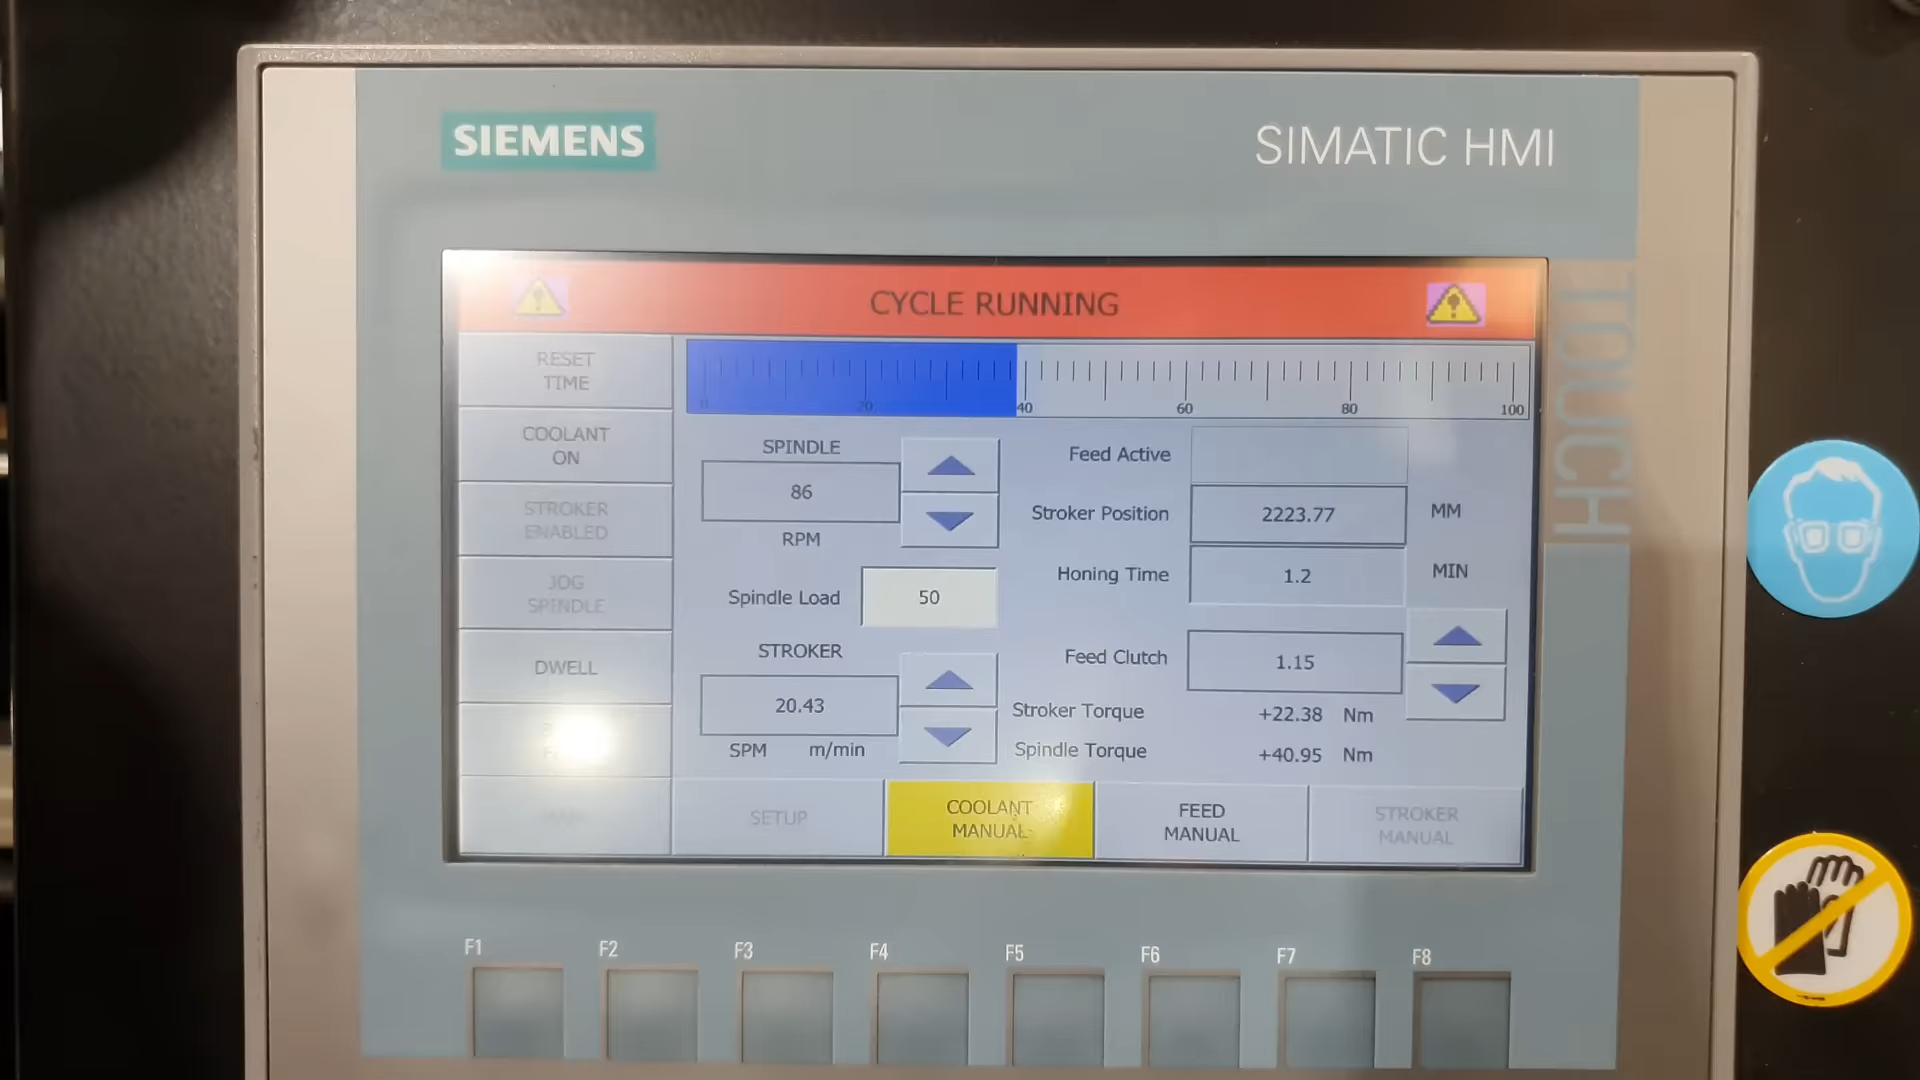 SIEMENS
SIMATIC HMI
TOUCH
CYCLE RUNNING
RESET
TIME
COOLANT
ON
STROKER
ENABLED
JOG
SPINDLE
DWELL
0 20 40 60 80 100
SPINDLE
86
RPM
Spindle Load 50
STROKER
20.43
SPM m/min
Feed Active
Stroker Position 2223.77 MM
Honing Time 1.2 MIN
Feed Clutch 1.15
Stroker Torque +22.38 Nm
Spindle Torque +40.95 Nm
SETUP
COOLANT
MANUAL
FEED
MANUAL
STROKER
MANUAL
F1 F2 F3 F4 F5 F6 F7 F8